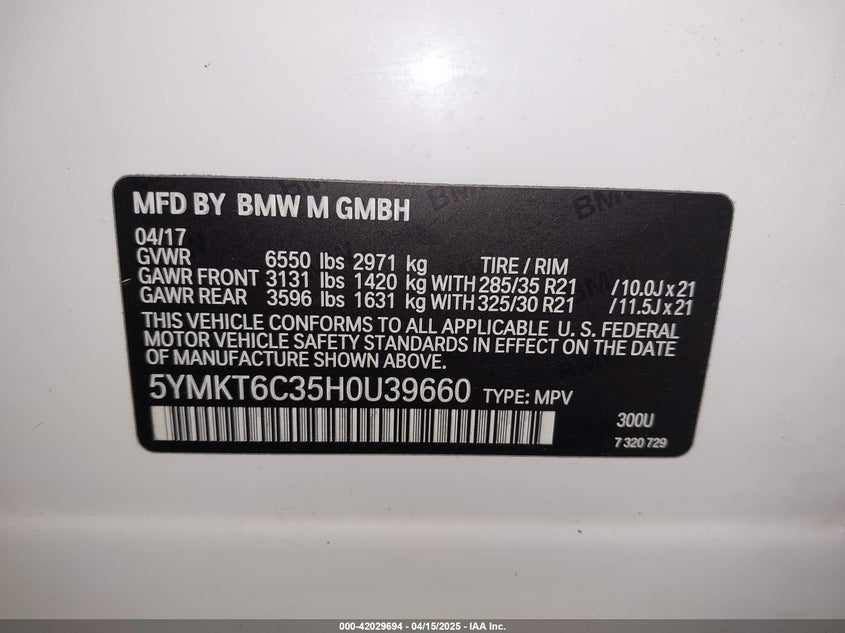 MFD BY BMW M GMBH
04/17
GVWR 6550 lbs 2971 kg TIRE / RIM
GAWR FRONT 3131 lbs 1420 kg WITH 285/35 R21 /10.0J x 21
GAWR REAR 3596 lbs 1631 kg WITH 325/30 R21 /11.5J x 21
THIS VEHICLE CONFORMS TO ALL APPLICABLE U. S. FEDERAL
MOTOR VEHICLE SAFETY STANDARDS IN EFFECT ON THE DATE
OF MANUFACTURE SHOWN ABOVE.
5YMKT6C35H0U39660 TYPE: MPV
300U
7 320 729
000-42029694 - 04/15/2025 - IAA Inc.